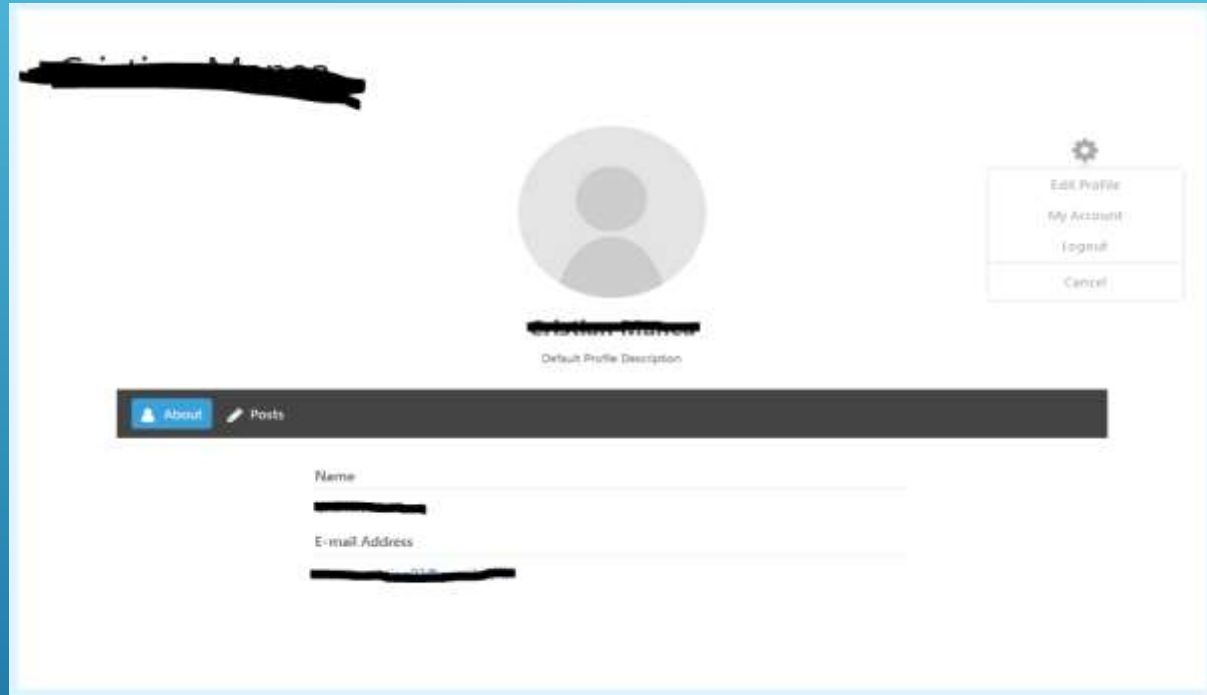 Edit Profile
My Account
Logout
Cancel
Default Profile Description
About Posts
Name
E-mail Address